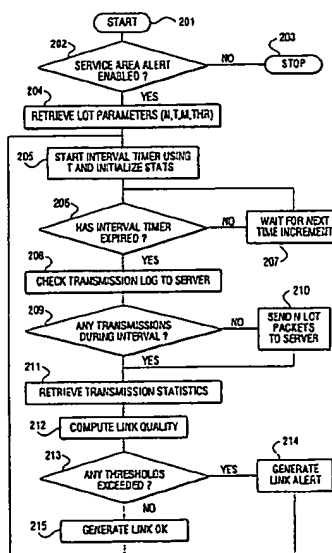 START
201
202
SERVICE AREA ALERT
ENABLED ?
NO
203
STOP
204
YES
RETRIEVE LOT PARAMETERS (N,T,M,THR)
205
START INTERVAL TIMER USING
T AND INITIALIZE STATS
206
HAS INTERVAL TIMER
EXPIRED ?
NO
WAIT FOR NEXT
TIME INCREMENT
207
208
YES
CHECK TRANSMISSION LOG TO SERVER
209
210
ANY TRANSMISSIONS
DURING INTERVAL ?
NO
SEND N LOT
PACKETS
TO SERVER
211
YES
RETRIEVE TRANSMISSION STATISTICS
212
COMPUTE LINK QUALITY
213
214
ANY THRESHOLDS
EXCEEDED ?
YES
GENERATE
LINK ALERT
215
NO
GENERATE LINK OK